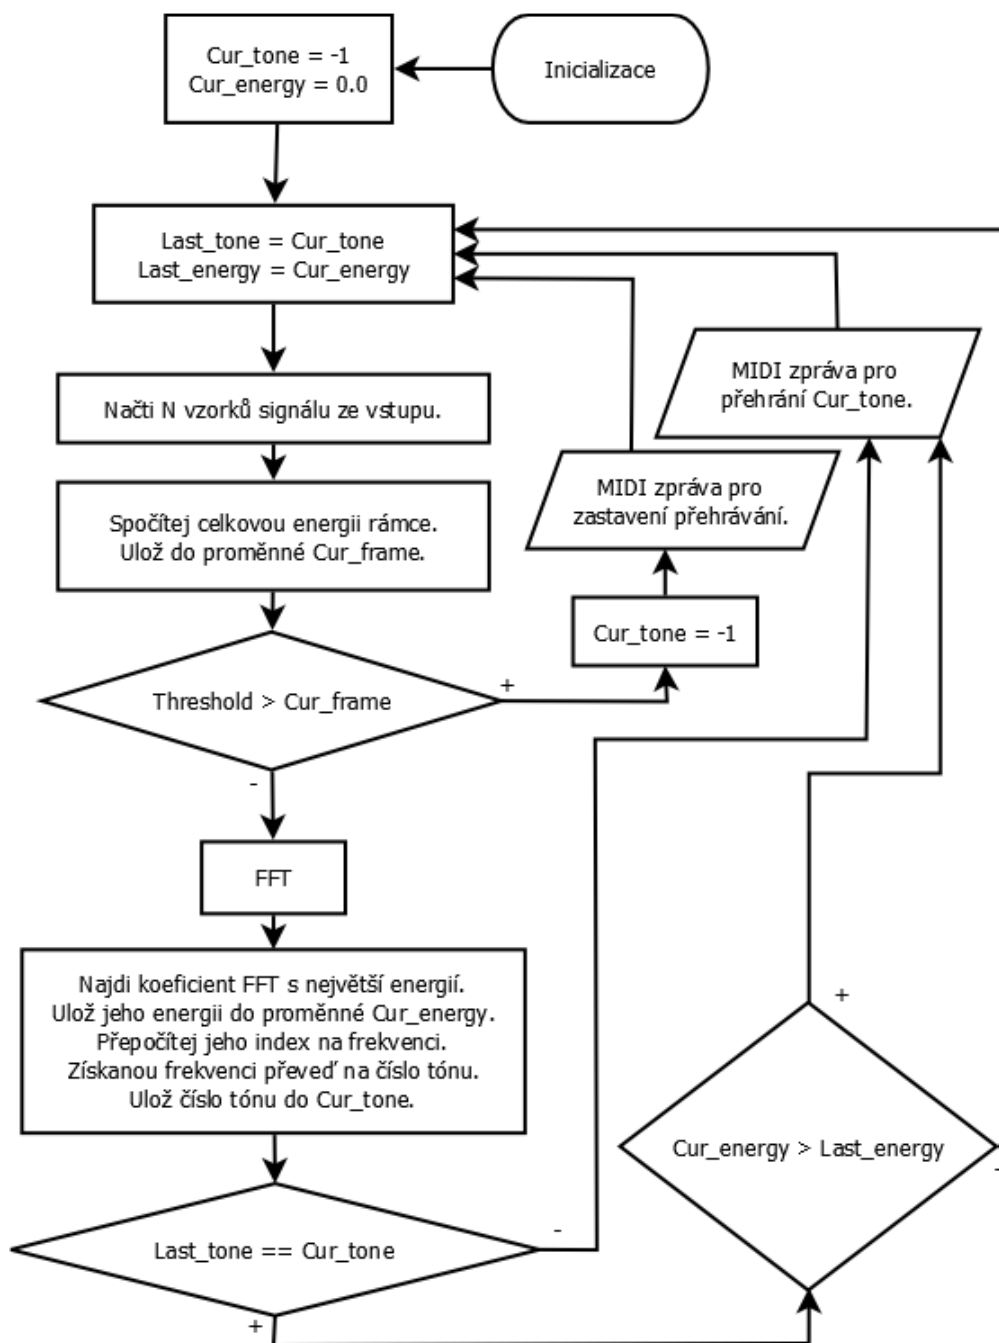 Cur_tone = -1
Cur_energy = 0.0
Inicializace
Last_tone = Cur_tone
Last_energy = Cur_energy
Načti N vzorků signálu ze vstupu.
MIDI zpráva pro
přehrání Cur_tone.
MIDI zpráva pro
zastavení přehrávání.
Spočítej celkovou energii rámce.
Ulož do proměnné Cur_frame.
Cur_tone = -1
Threshold > Cur_frame
+
-
FFT
Najdi koeficient FFT s největší energií.
Ulož jeho energii do proměnné Cur_energy.
Přepočítej jeho index na frekvenci.
Získanou frekvenci převeď na číslo tónu.
Ulož číslo tónu do Cur_tone.
+
Cur_energy > Last_energy
-
Last_tone == Cur_tone
-
+